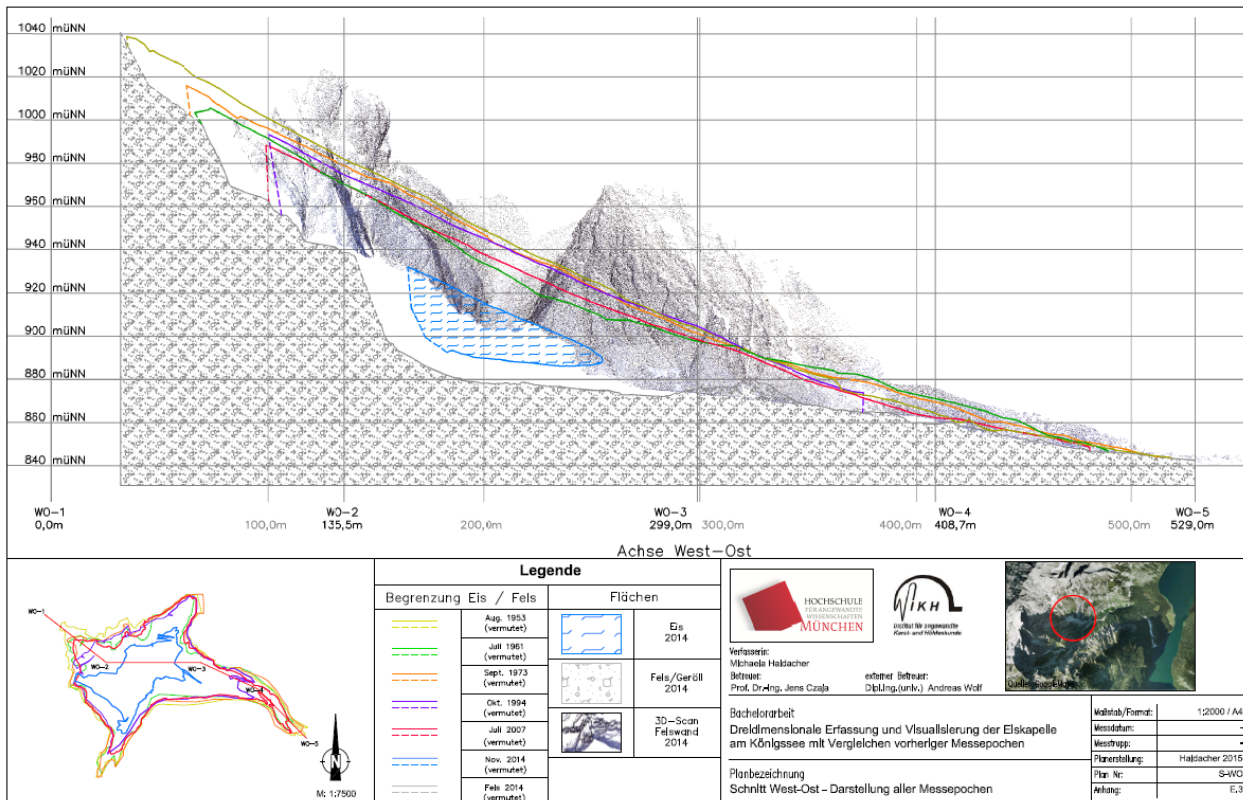 1040 müNN
1020 müNN
1000 müNN
980 müNN
960 müNN
940 müNN
920 müNN
900 müNN
880 müNN
860 müNN
840 müNN
WO-1 WO-2 WO-3 WO-4 WO-5
0,0m 100,0m 135,5m 200,0m 299,0m 300,0m 400,0m 408,7m 500,0m 529,0m
Achse West-Ost
WO-1
WO-2
WO-3
WO-4
WO-5
N
M: 1:7500
Legende
Begrenzung Eis / Fels
Flächen
Aug. 1953
(vermutet)
Juli 1961
(vermutet)
Sept. 1973
(vermutet)
Okt. 1994
(vermutet)
Juli 2007
(vermutet)
Nov. 2014
(vermutet)
Fels 2014
(vermutet)
Eis
2014
Fels/Geröll
2014
3D-Scan
Felswand
2014
HOCHSCHULE
FÜR ANGEWANDTE
WISSENSCHAFTEN
MÜNCHEN
WIKH
Institut für angewandte
Karst- und Höhlenkunde
Quelle: GoogleMaps
Verfasserin:
Michaela Haldacher
Betreuer:
Prof. Dr.-Ing. Jens Czaja
externer Betreuer:
Dipl.Ing.(univ.) Andreas Wolf
Bachelorarbeit
Dreidimensionale Erfassung und Visualisierung der Eiskapelle
am Königssee mit Vergleichen vorheriger Messepochen
Planbezeichnung
Schnitt West-Ost - Darstellung aller Messepochen
Maßstab/Format: 1:2000 / A4
Messdatum: -
Messtrupp: -
Planerstellung: Haldacher 2015
Plan Nr: S-WO
Anhang: E.3